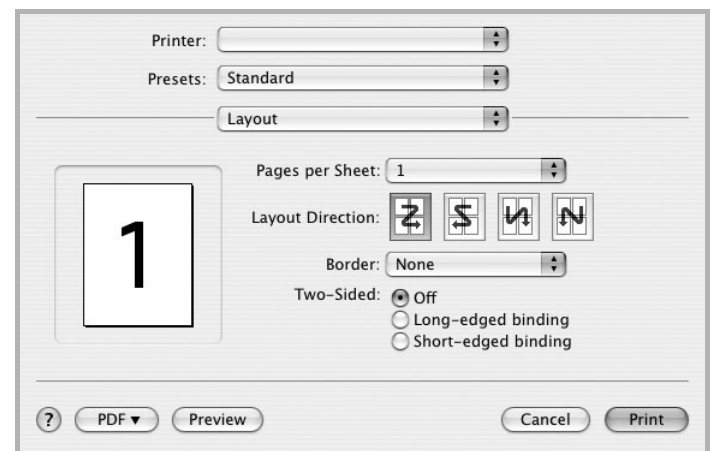 Printer:
Presets: Standard
Layout
Pages per Sheet: 1
1
Layout Direction:
Border: None
Two-Sided: Off
Long-edged binding
Short-edged binding
? PDF▼ Preview Cancel Print